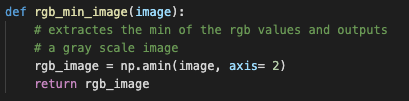 def rgb_min_image(image):
    # extractes the min of the rgb values and outputs
    # a gray scale image
    rgb_image = np.amin(image, axis= 2)
    return rgb_image